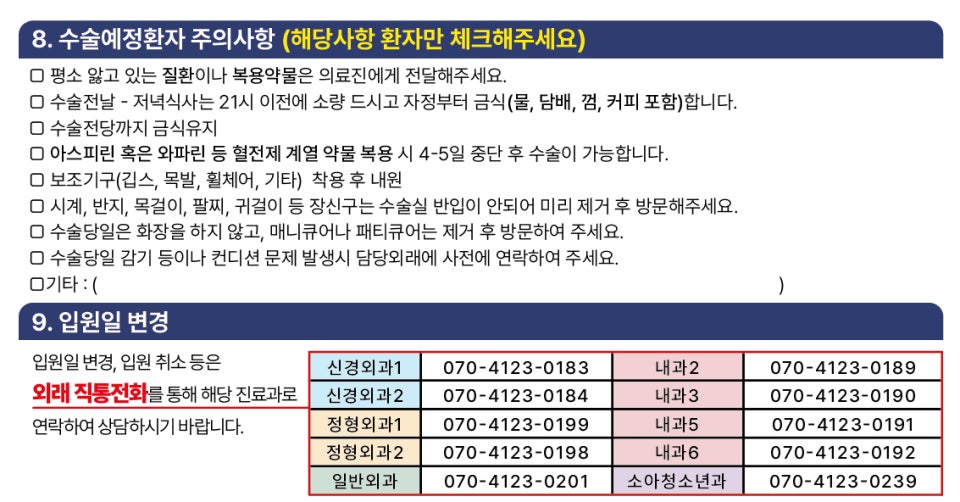 8. 수술예정환자 주의사항 (해당사항 환자만 체크해주세요)
▢ 평소 앓고 있는 질환이나 복용약물은 의료진에게 전달해주세요.
▢ 수술전날 - 저녁식사는 21시 이전에 소량 드시고 자정부터 금식(물, 담배, 껌, 커피 포함)합니다.
▢ 수술전당까지 금식유지
▢ 아스피린 혹은 와파린 등 혈전제 계열 약물 복용 시 4-5일 중단 후 수술이 가능합니다.
▢ 보조기구(깁스, 목발, 휠체어, 기타) 착용 후 내원
▢ 시계, 반지, 목걸이, 팔찌, 귀걸이 등 장신구는 수술실 반입이 안되어 미리 제거 후 방문해주세요.
▢ 수술당일은 화장을 하지 않고, 매니큐어나 패티큐어는 제거 후 방문하여 주세요.
▢ 수술당일 감기 등이나 컨디션 문제 발생시 담당외래에 사전에 연락하여 주세요.
▢기타 : ( )
9. 입원일 변경
입원일 변경, 입원 취소 등은
외래 직통전화를 통해 해당 진료과로
연락하여 상담하시기 바랍니다.
신경외과1 070-4123-0183 내과2 070-4123-0189
신경외과2 070-4123-0184 내과3 070-4123-0190
정형외과1 070-4123-0199 내과5 070-4123-0191
정형외과2 070-4123-0198 내과6 070-4123-0192
일반외과 070-4123-0201 소아청소년과 070-4123-0239